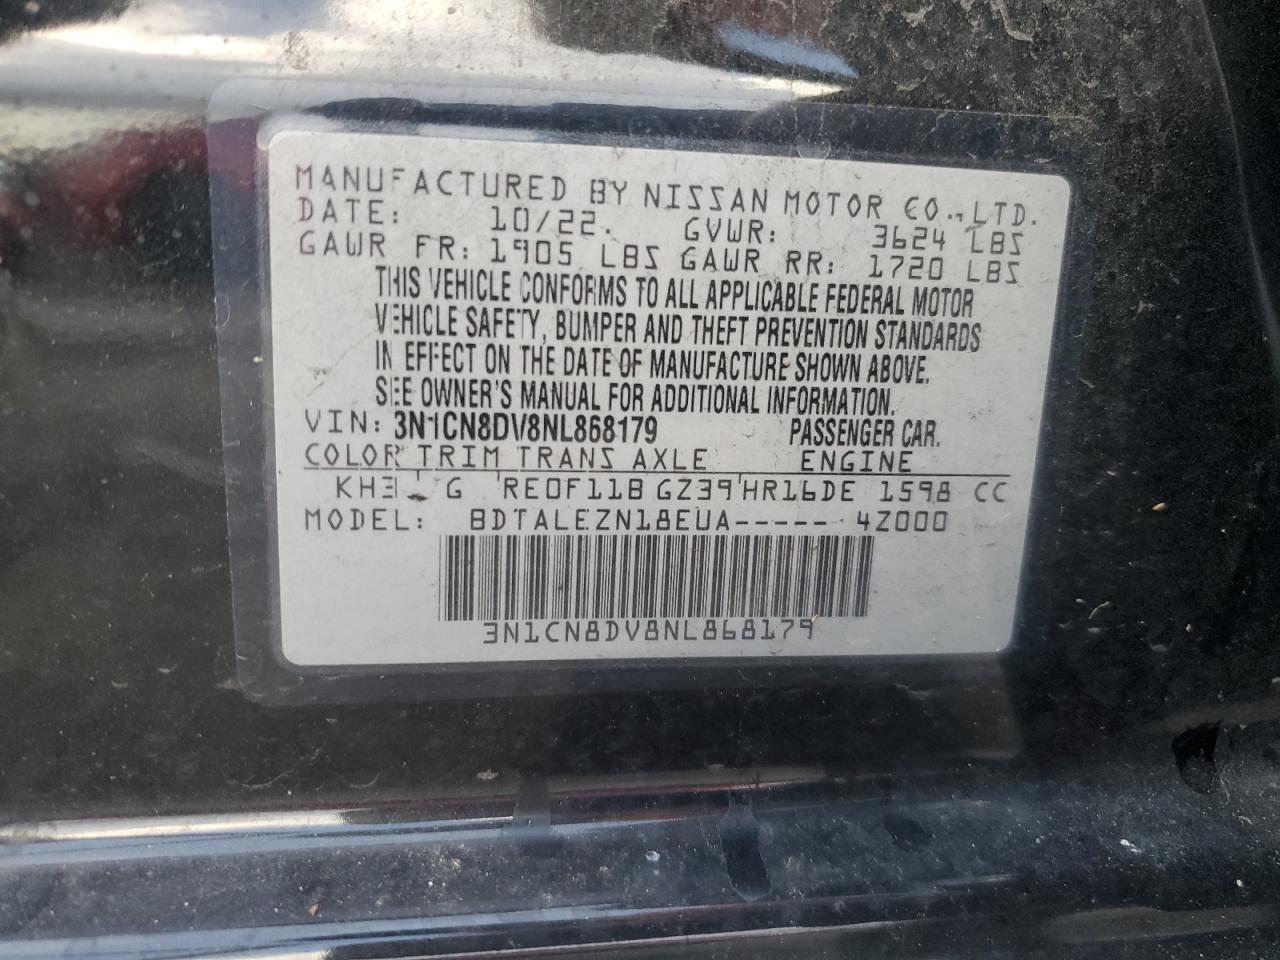 MANUFACTURED BY NISSAN MOTOR CO., LTD.
DATE: 10/22. GVWR: 3624 LBS
GAWR FR: 1905 LBS GAWR RR: 1720 LBS
THIS VEHICLE CONFORMS TO ALL APPLICABLE FEDERAL MOTOR
VEHICLE SAFETY, BUMPER AND THEFT PREVENTION STANDARDS
IN EFFECT ON THE DATE OF MANUFACTURE SHOWN ABOVE.
SEE OWNER'S MANUAL FOR ADDITIONAL INFORMATION.
VIN: 3N1CN8DV8NL868179 PASSENGER CAR.
COLOR TRIM TRANS AXLE ENGINE
KH3 G RE0F11B GZ39 HR16DE 1598 CC
MODEL: BDTALEZN18EUA----- 4Z000
3N1CN8DV8NL868179